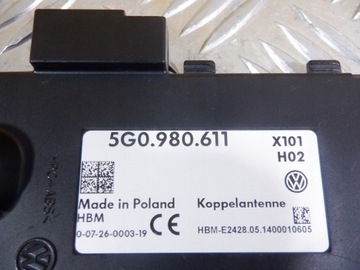 5G0.980.611
X101
H02
Made in Poland
HBM
Koppelantenne
0-07-26-0003-19
CE
HBM-E2428.05.1400010605